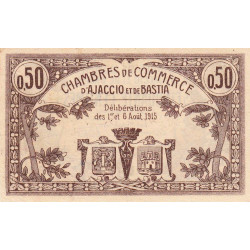 0,50
CHAMBRES DE COMMERCE
0,50
D'AJACCIO ET DE BASTIA
Délibérations
des 1er et 6 Août 1915